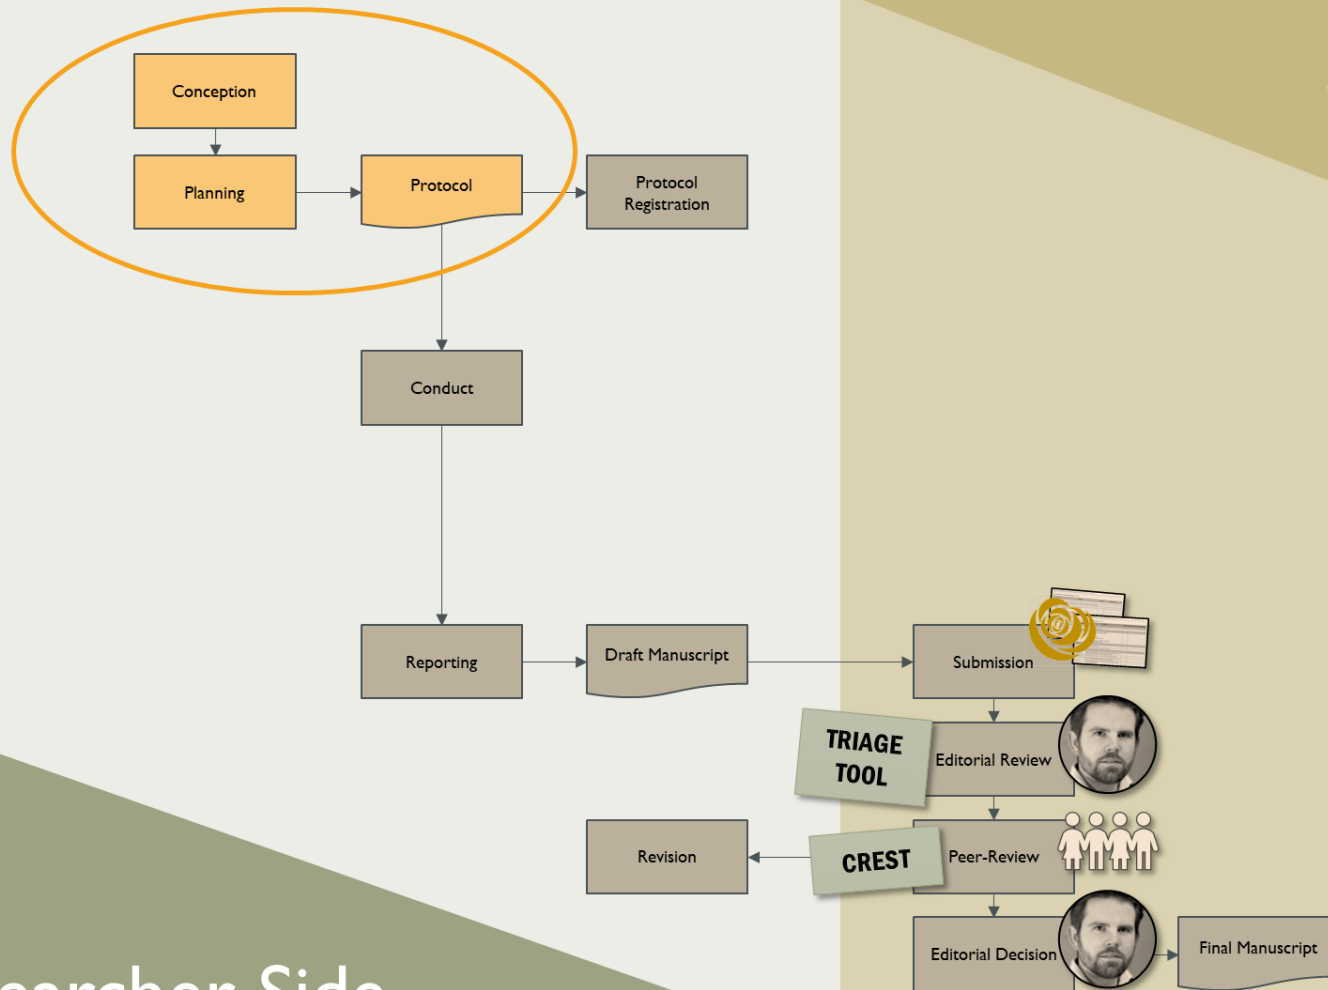 Conception
Planning
Protocol
Protocol
Registration
Conduct
Reporting
Draft Manuscript
Submission
TRIAGE
TOOL
Editorial Review
Revision
CREST
Peer-Review
Editorial Decision
Final Manuscript
Side